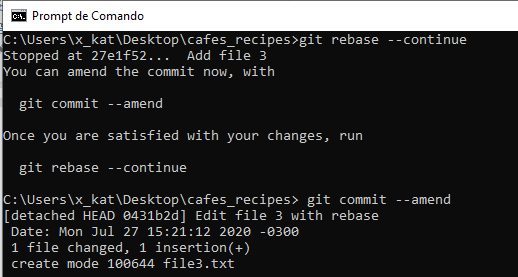 Prompt de Comando
C:\Users\x_kat\Desktop\cafes_recipes>git rebase --continue
Stopped at 27e1f52...  Add file 3
You can amend the commit now, with
  git commit --amend
Once you are satisfied with your changes, run
  git rebase --continue
C:\Users\x_kat\Desktop\cafes_recipes> git commit --amend
[detached HEAD 0431b2d] Edit file 3 with rebase
 Date: Mon Jul 27 15:21:12 2020 -0300
 1 file changed, 1 insertion(+)
 create mode 100644 file3.txt